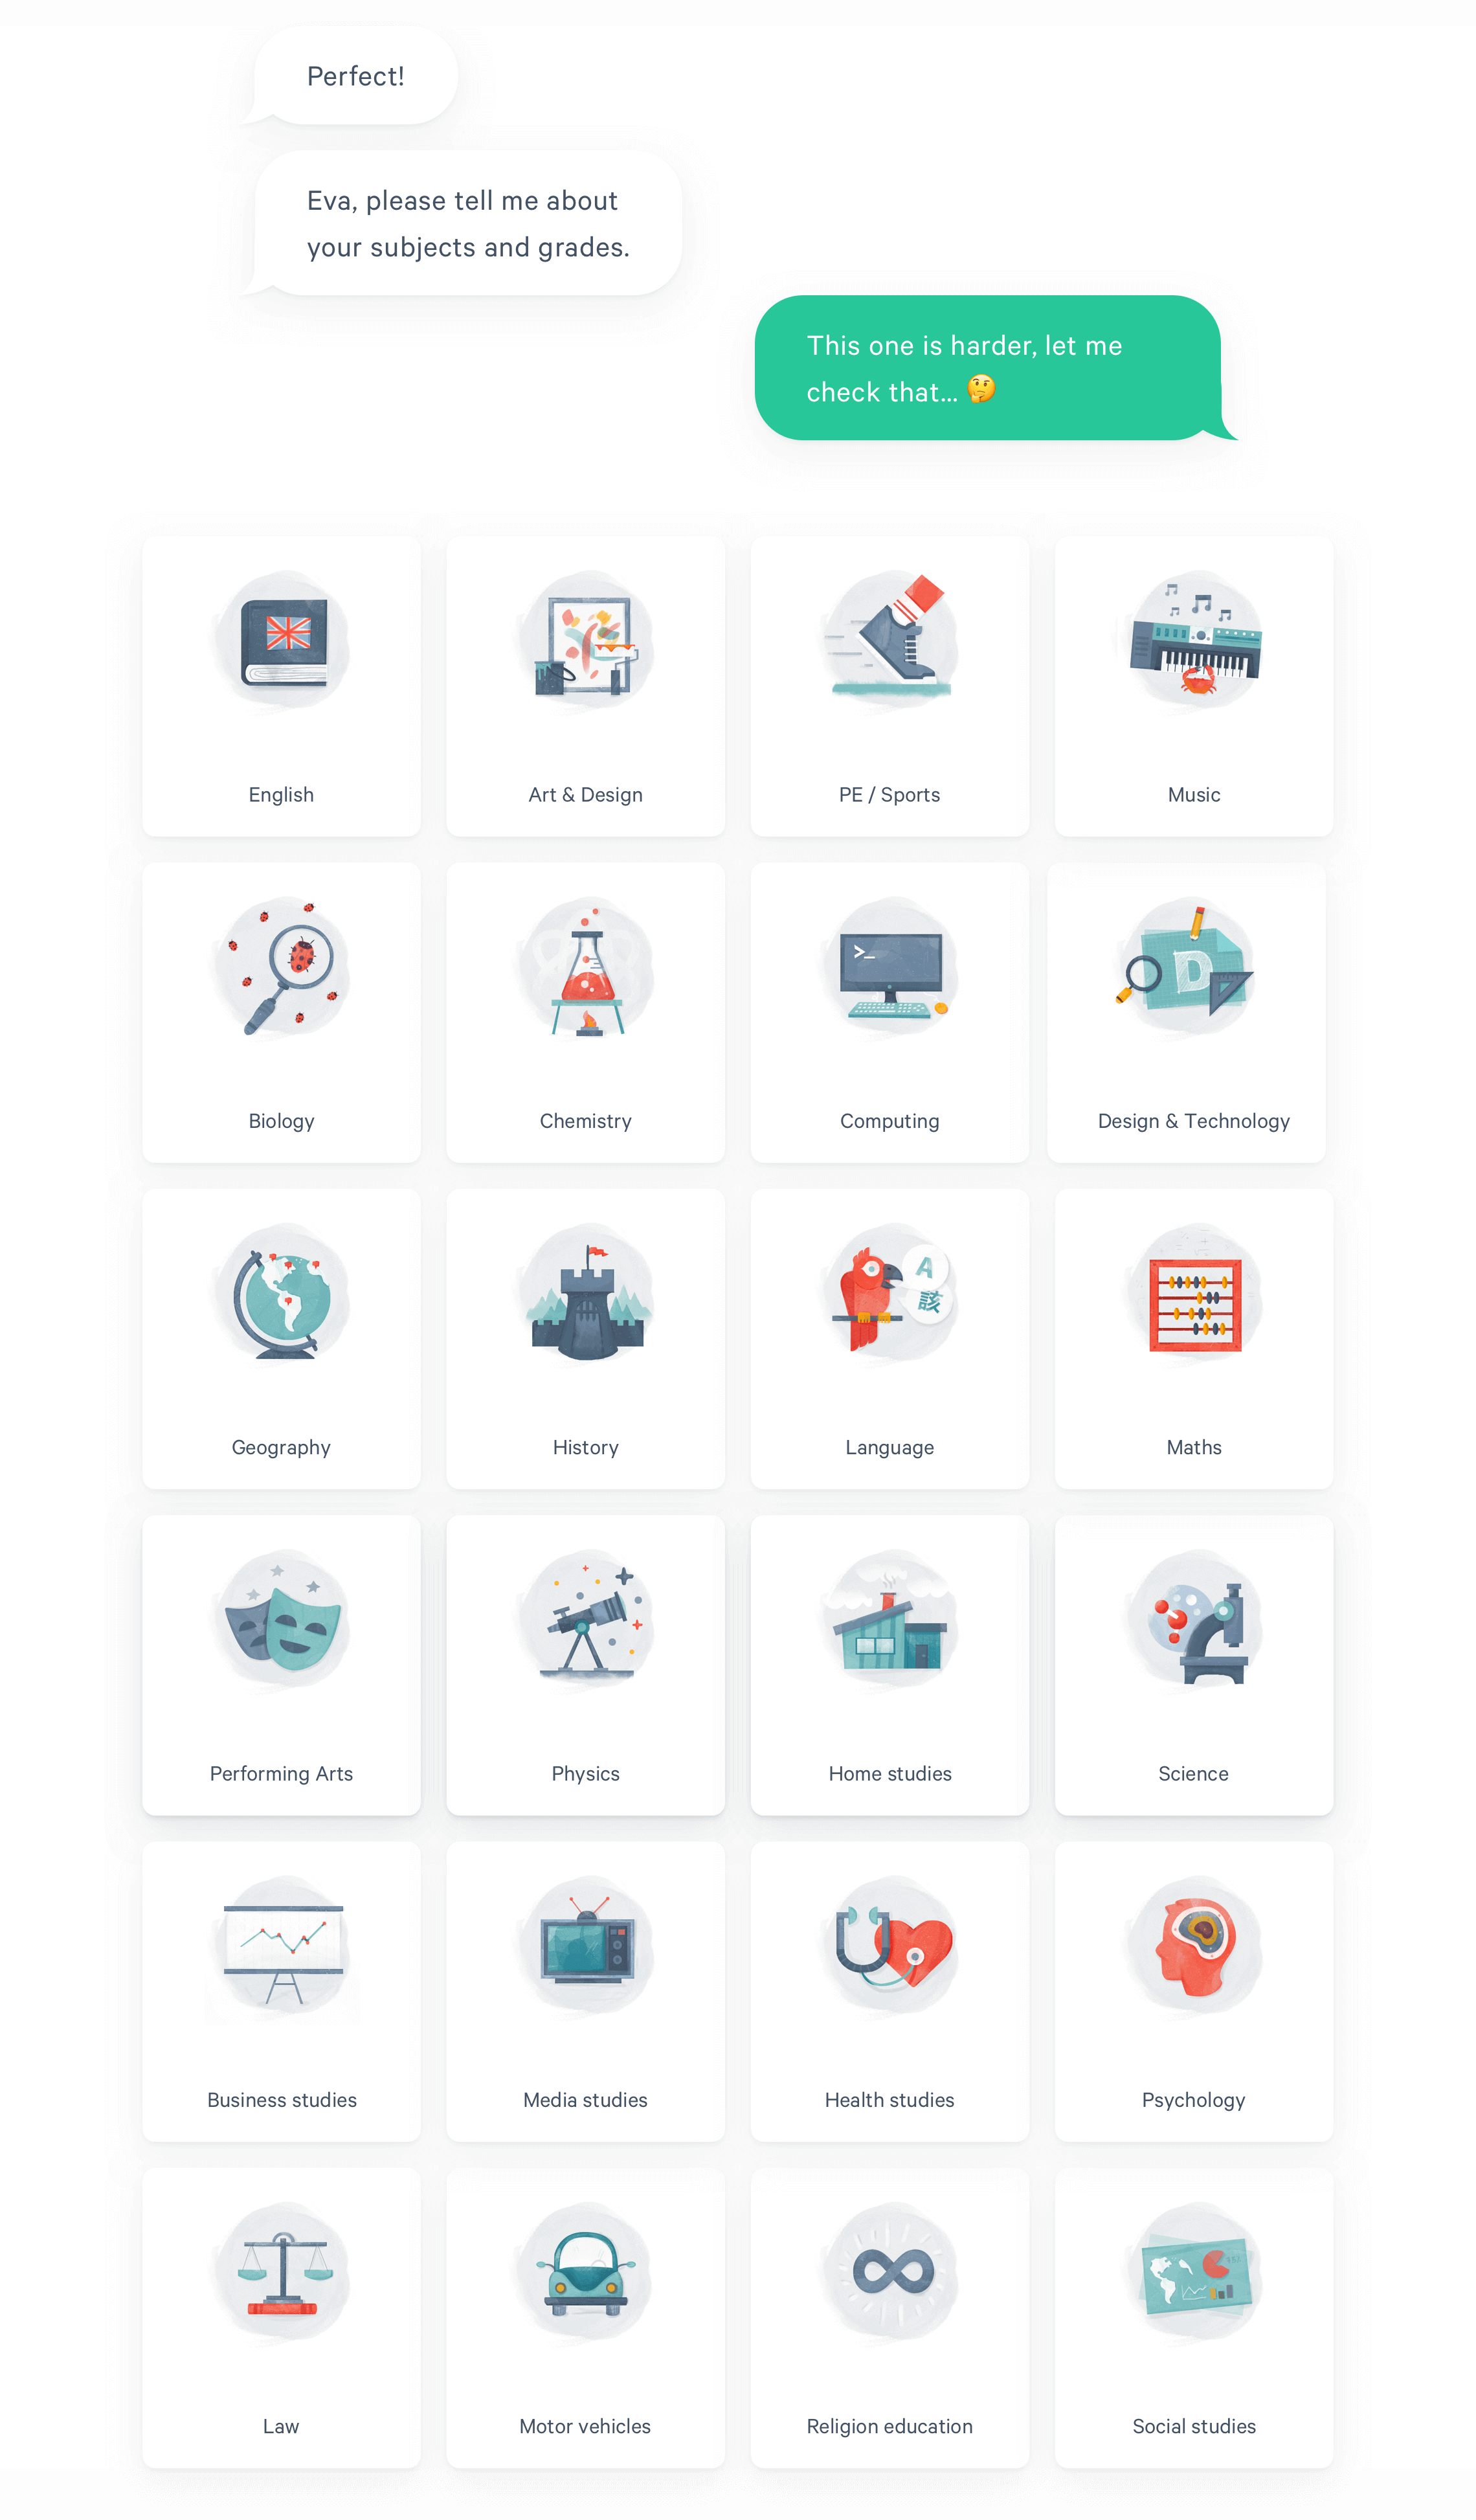 Perfect!
Eva, please tell me about
your subjects and grades.
This one is harder, let me
check that... 🤔
English
Art & Design
PE / Sports
Music
>_
D
Biology
Chemistry
Computing
Design & Technology
A
該
Geography
History
Language
Maths
Performing Arts
Physics
Home studies
Science
Business studies
Media studies
Health studies
Psychology
Law
Motor vehicles
Religion education
Social studies